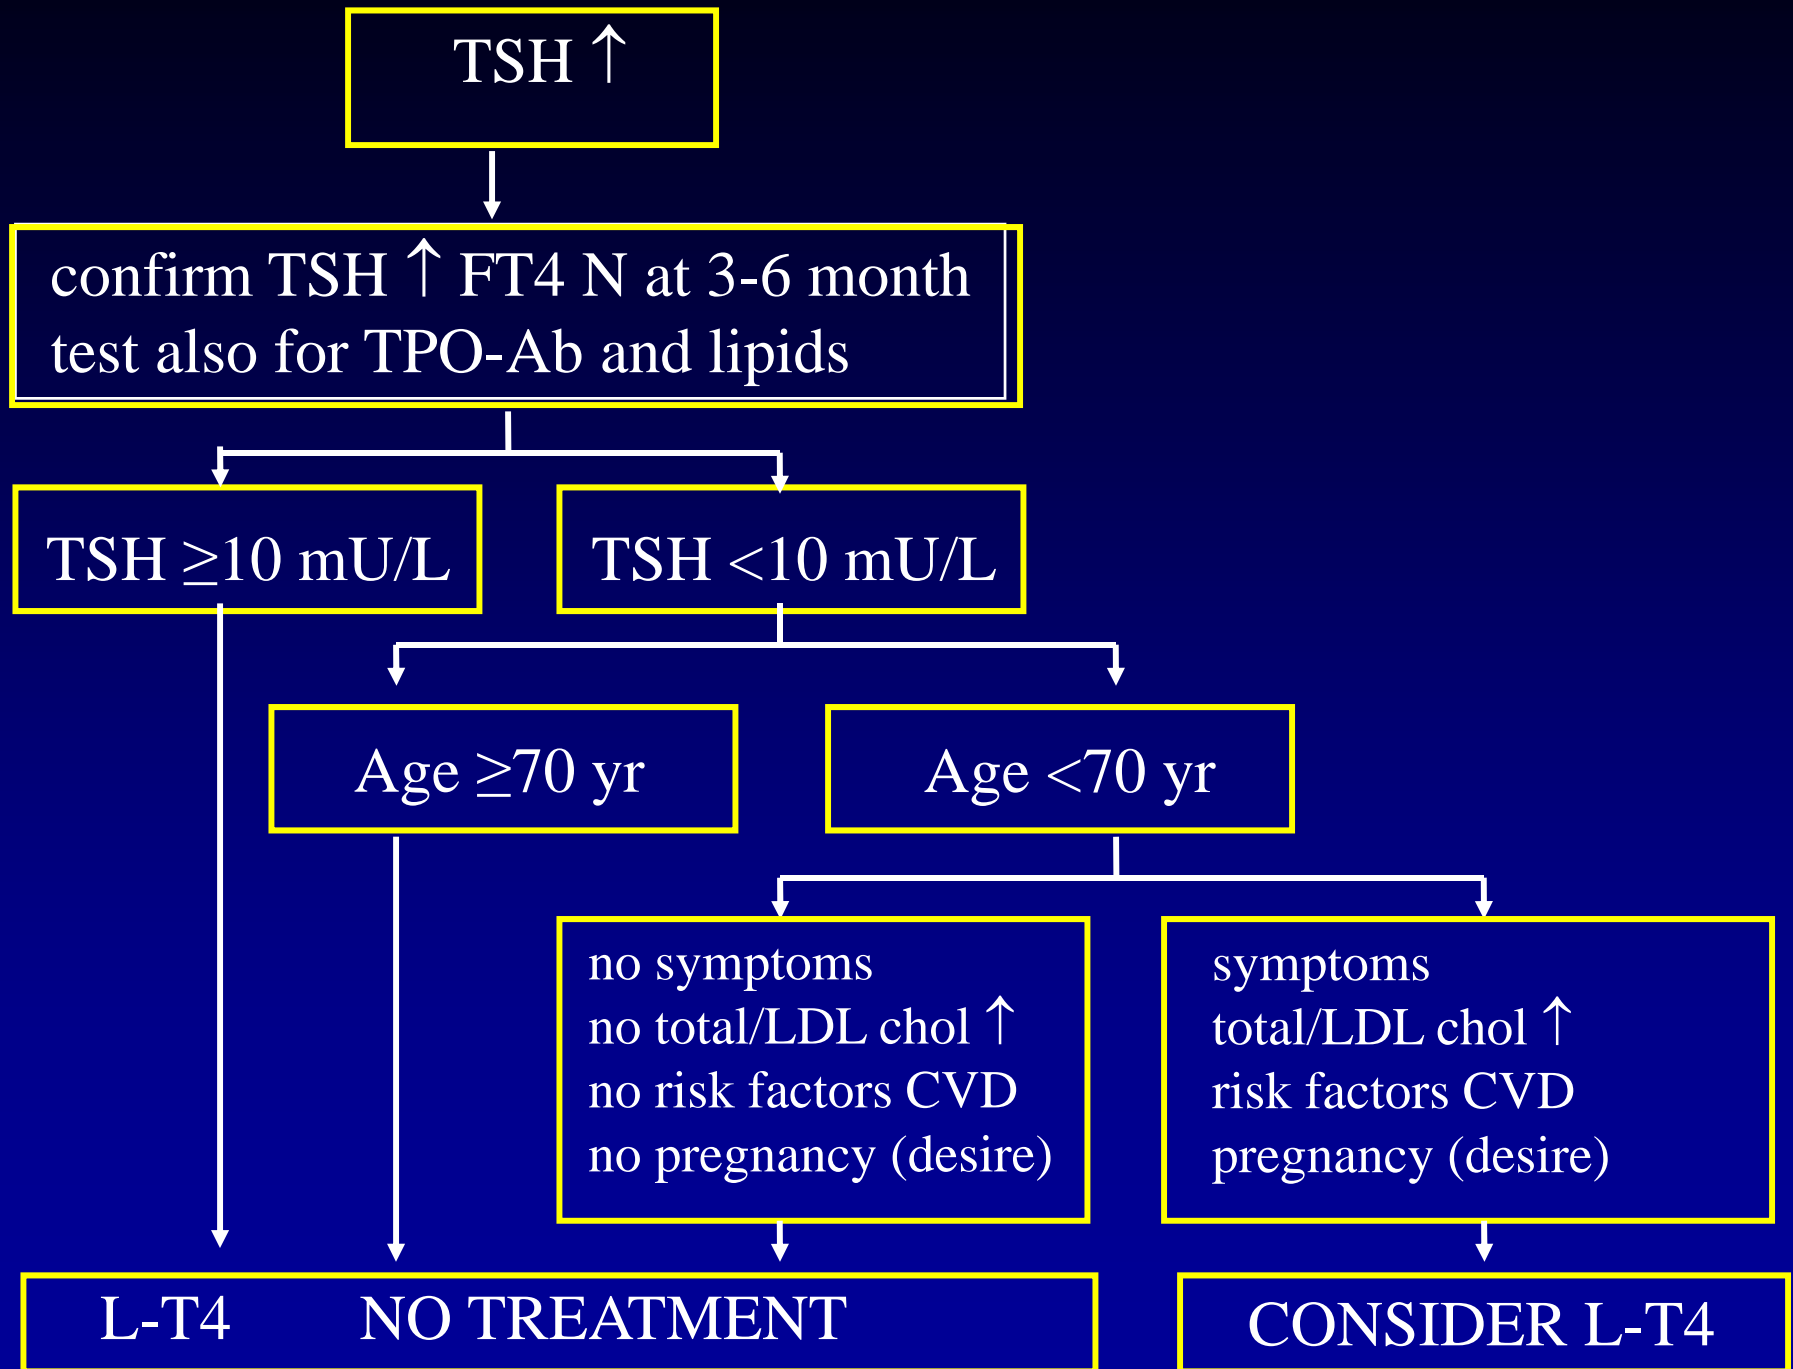 TSH ↑
confirm TSH ↑ FT4 N at 3-6 month
test also for TPO-Ab and lipids
TSH ≥10 mU/L
TSH <10 mU/L
Age ≥70 yr
Age <70 yr
no symptoms
no total/LDL chol ↑
no risk factors CVD
no pregnancy (desire)
symptoms
total/LDL chol ↑
risk factors CVD
pregnancy (desire)
L-T4 NO TREATMENT
CONSIDER L-T4